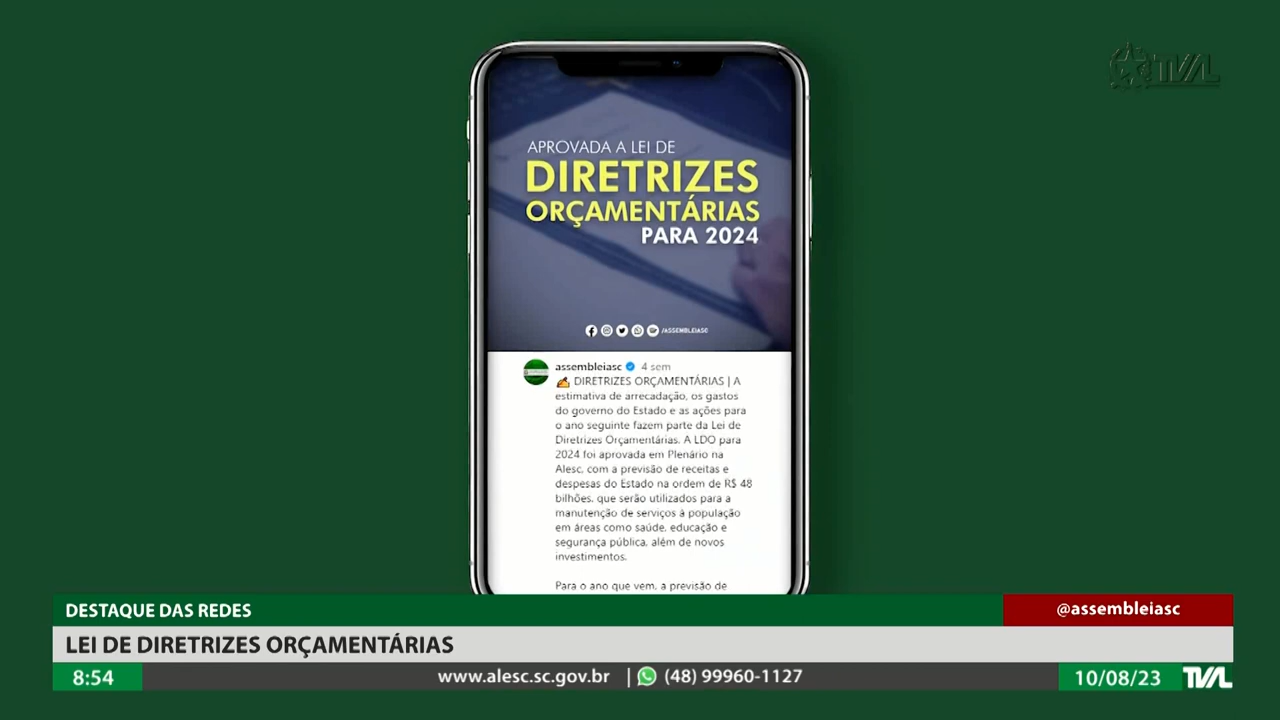 TVAL
APROVADA A LEI DE
DIRETRIZES
ORÇAMENTÁRIAS
PARA 2024
/ASSEMBLEIASC
assembleiasc 4 sem
✍ DIRETRIZES ORÇAMENTÁRIAS | A
estimativa de arrecadação, os gastos
do governo do Estado e as ações para
o ano seguinte fazem parte da Lei de
Diretrizes Orçamentárias. A LDO para
2024 foi aprovada em Plenário na
Alesc, com a previsão de receitas e
despesas do Estado na ordem de R$ 48
bilhões, que serão utilizados para a
manutenção de serviços à população
em áreas como saúde, educação e
segurança pública, além de novos
investimentos.
Para o ano que vem, a previsão de
DESTAQUE DAS REDES
@assembleiasc
LEI DE DIRETRIZES ORÇAMENTÁRIAS
8:54
www.alesc.sc.gov.br | (48) 99960-1127
10/08/23
TVAL